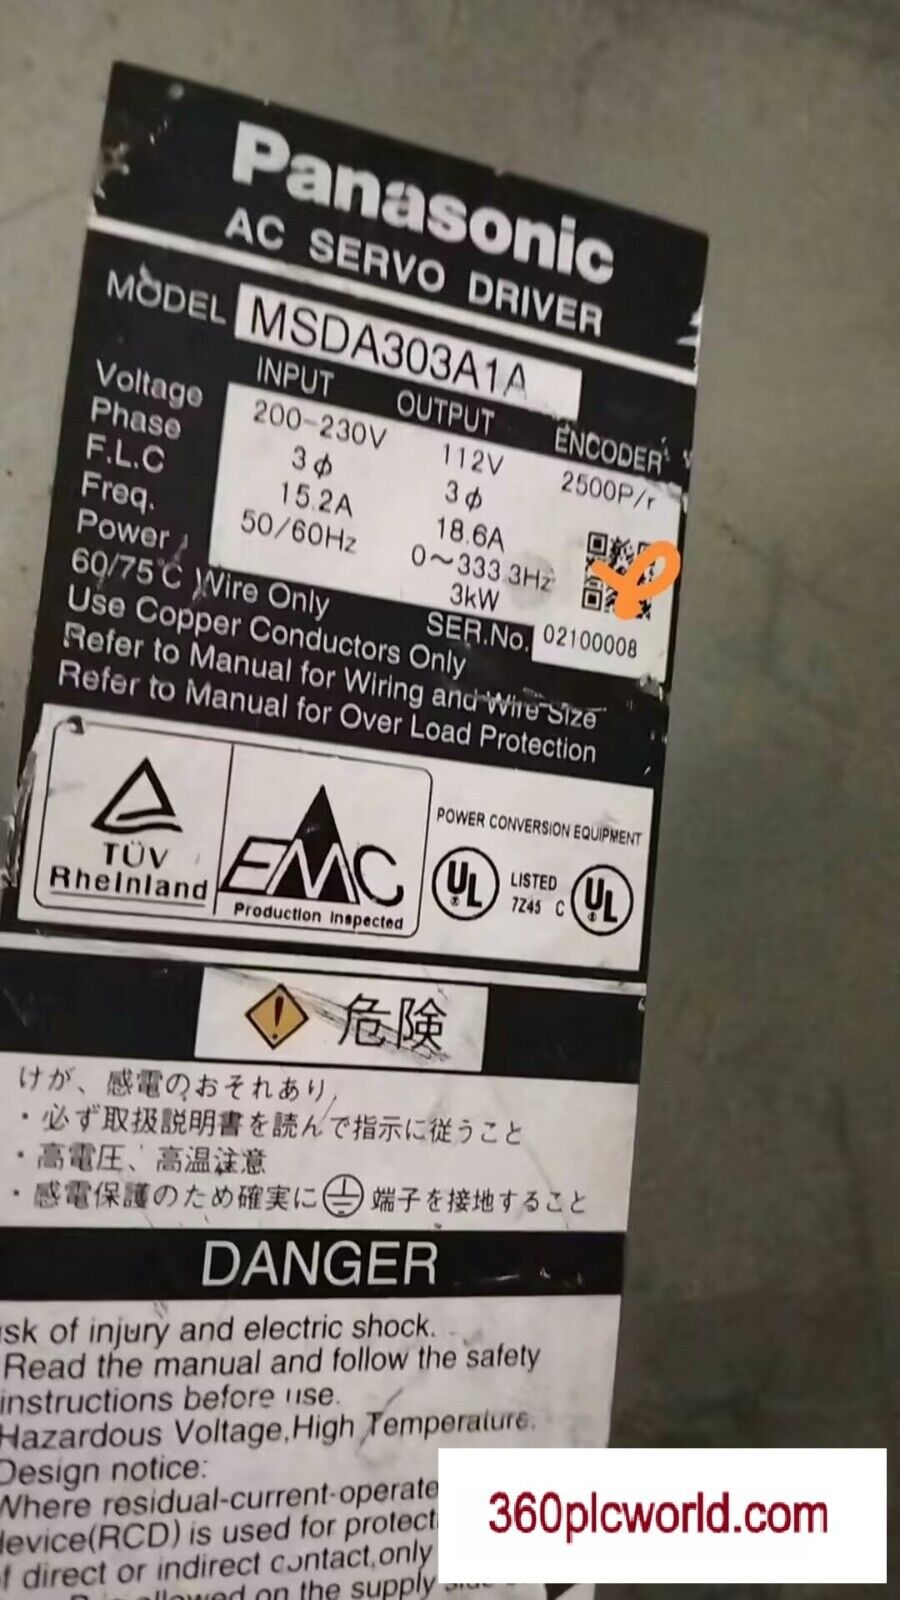 Panasonic
AC SERVO DRIVER
MODEL MSDA303A1A
INPUT OUTPUT ENCODER
Voltage 200-230V 112V 2500P/r
Phase 3ϕ 3ϕ
F.L.C 15.2A 18.6A
Freq. 50/60Hz 0~333.3Hz
Power 3kW
60/75℃ Wire Only SER.No. 02100008
Use Copper Conductors Only
Refer to Manual for Wiring and Wire Size
Refer to Manual for Over Load Protection
TÜV
Rheinland
EMC
Production Inspected
POWER CONVERSION EQUIPMENT
UL ® LISTED 7Z45 C UL ®
危険
けが、感電のおそれあり
・必ず取扱説明書を読んで指示に従うこと
・高電圧、高温注意
・感電保護のため確実に端子を接地すること
DANGER
isk of injury and electric shock.
Read the manual and follow the safety
instructions before use.
Hazardous Voltage,High Temperature.
Design notice:
Where residual-current-operate
device(RCD) is used for protect
of direct or indirect contact,only
allowed on the supply
360plcworld.com